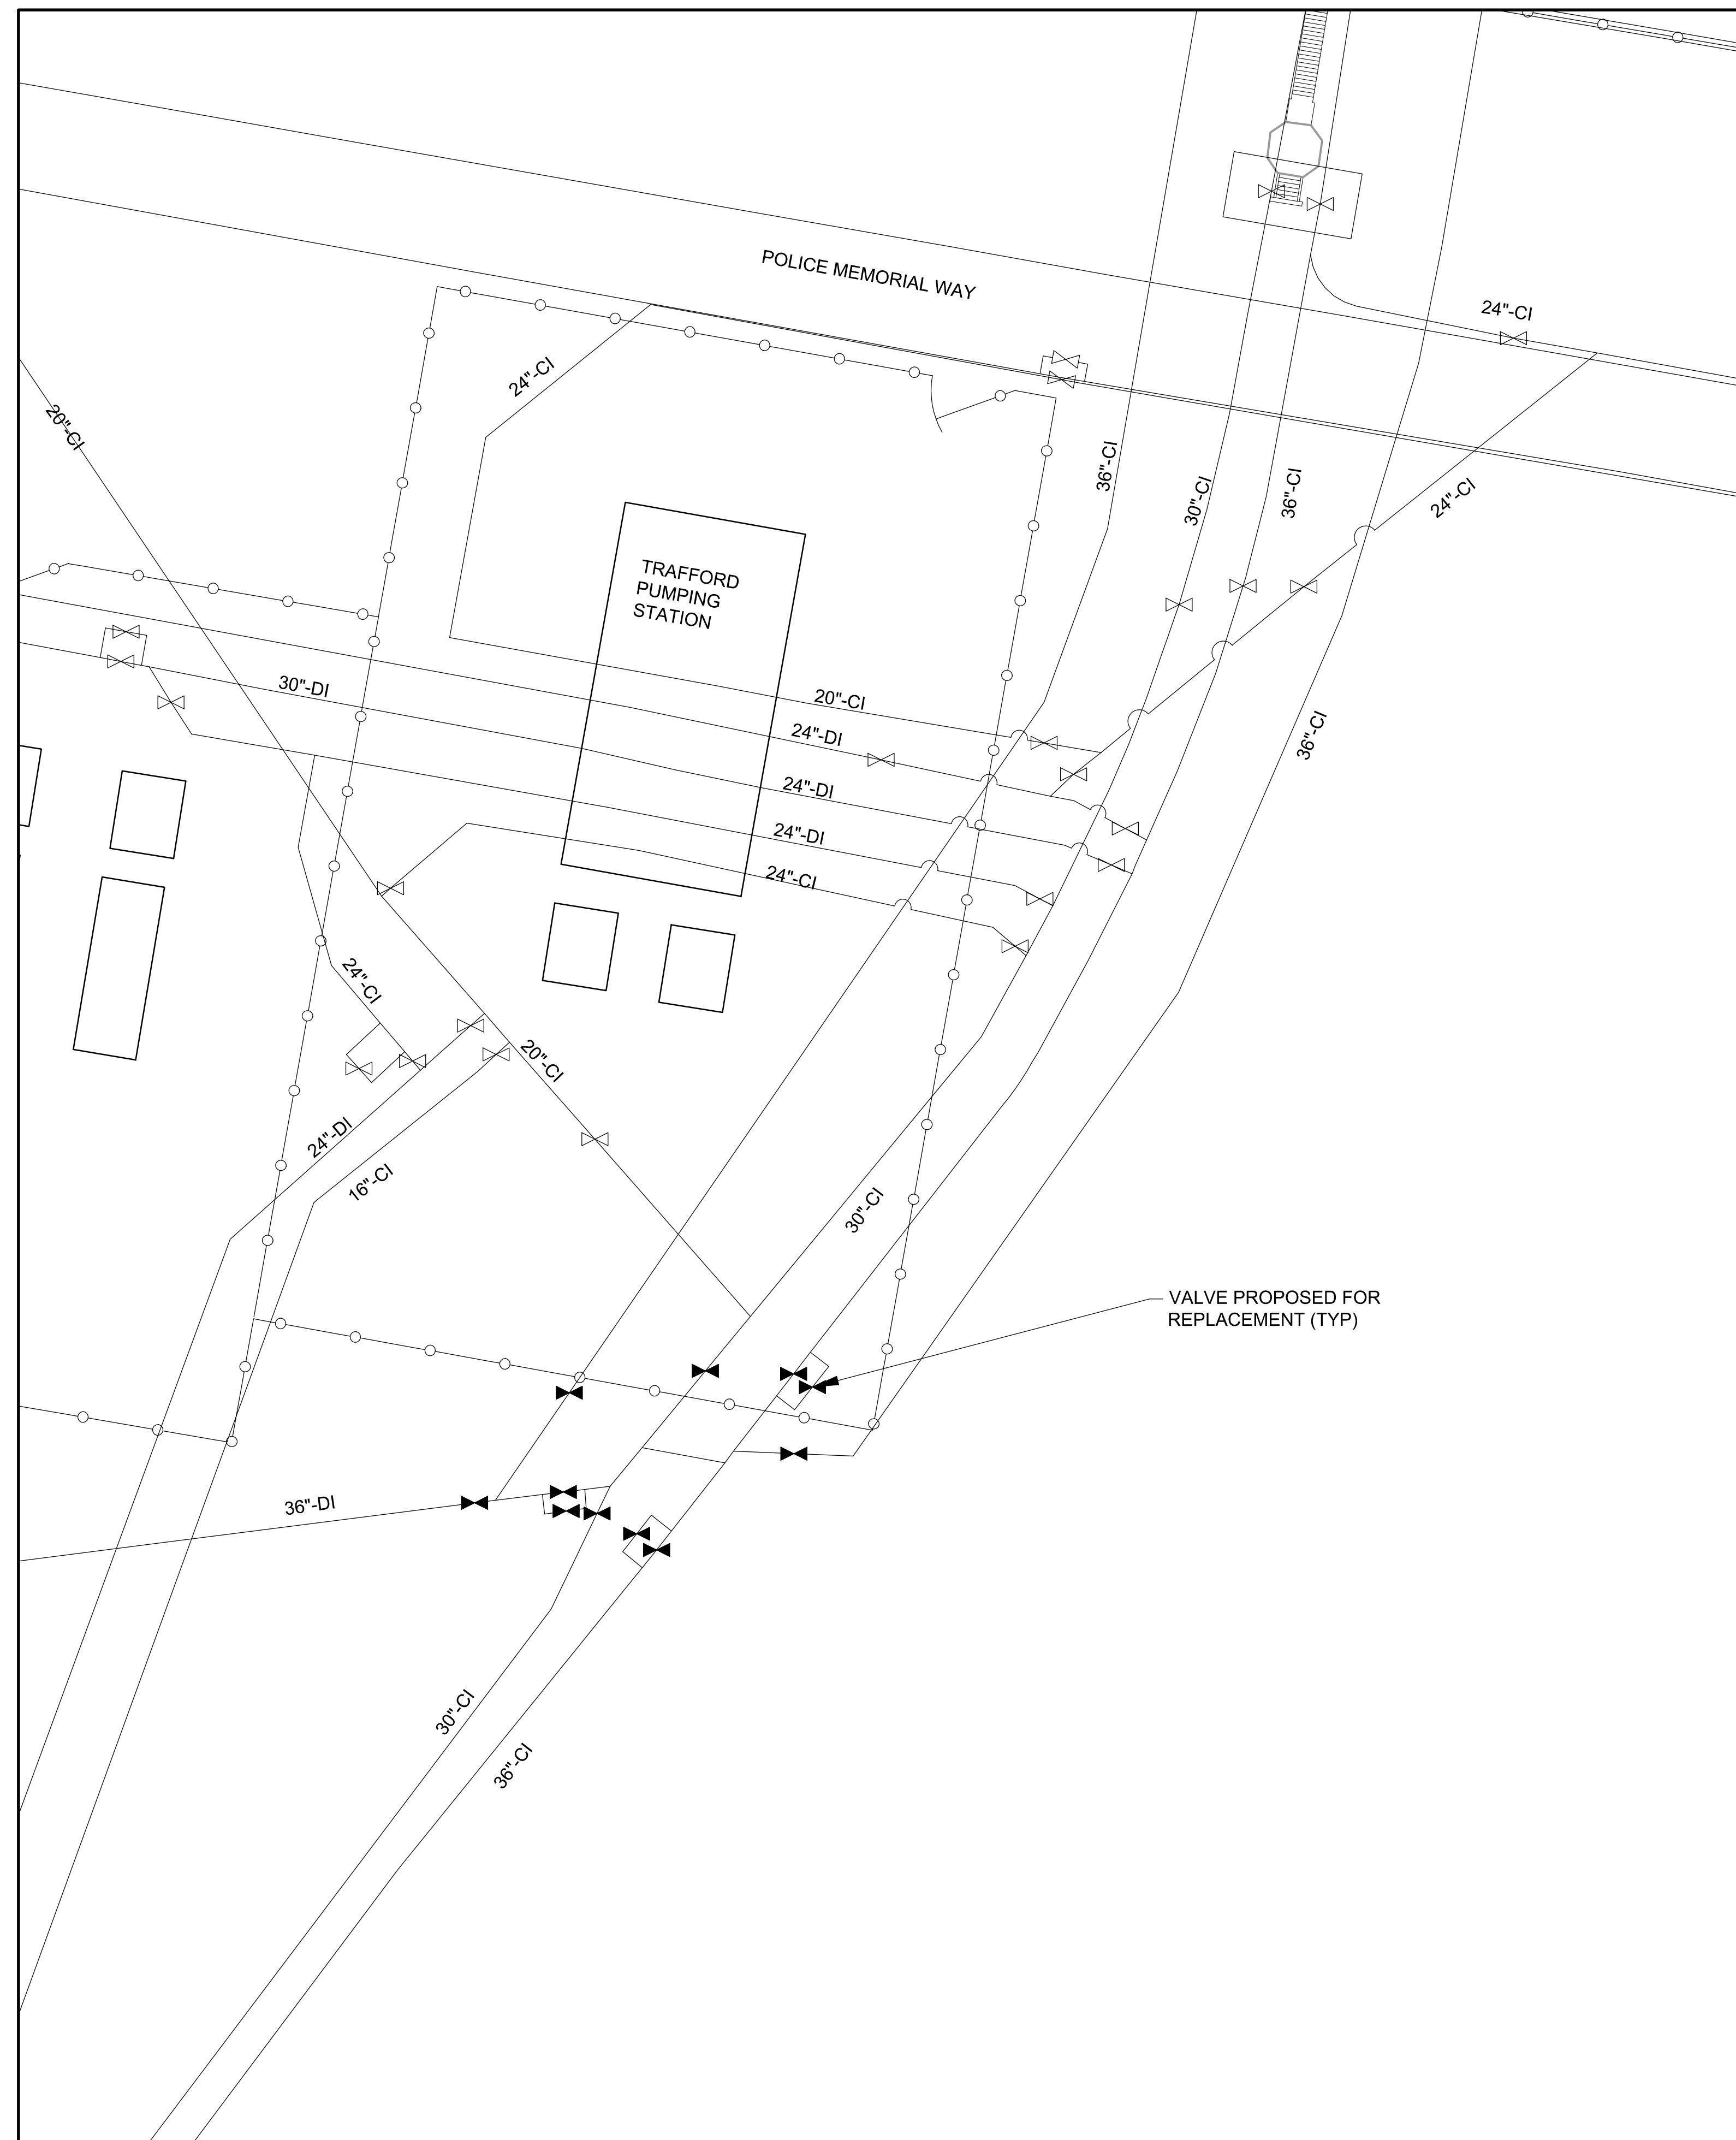 POLICE MEMORIAL WAY
24"-CI
24"-CI
20"-CI
36"-CI
30"-CI
36"-CI
24"-CI
TRAFFORD
PUMPING
STATION
30"-DI
20"-CI
24"-DI
36"-CI
24"-DI
24"-DI
24"-CI
24"-CI
20"-CI
24"-DI
16"-CI
30"-CI
VALVE PROPOSED FOR
REPLACEMENT (TYP)
36"-DI
30"-CI
36"-CI